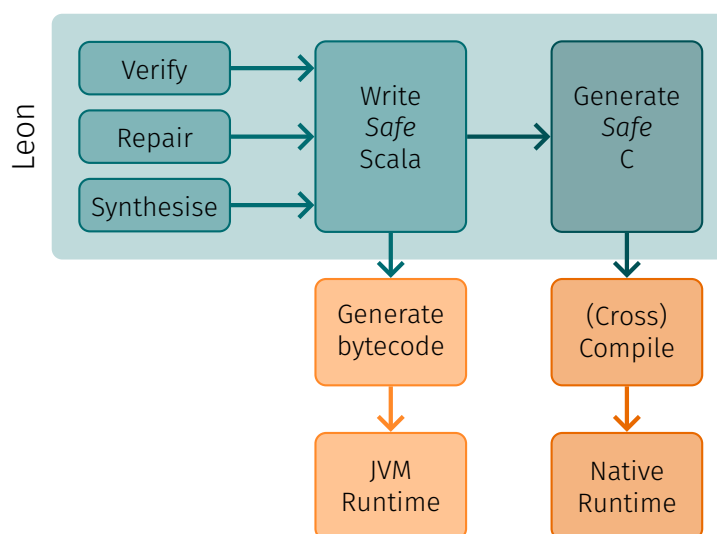 Leon
Verify
Repair
Synthesise
Write
Safe
Scala
Generate
Safe
C
Generate
bytecode
(Cross)
Compile
JVM
Runtime
Native
Runtime